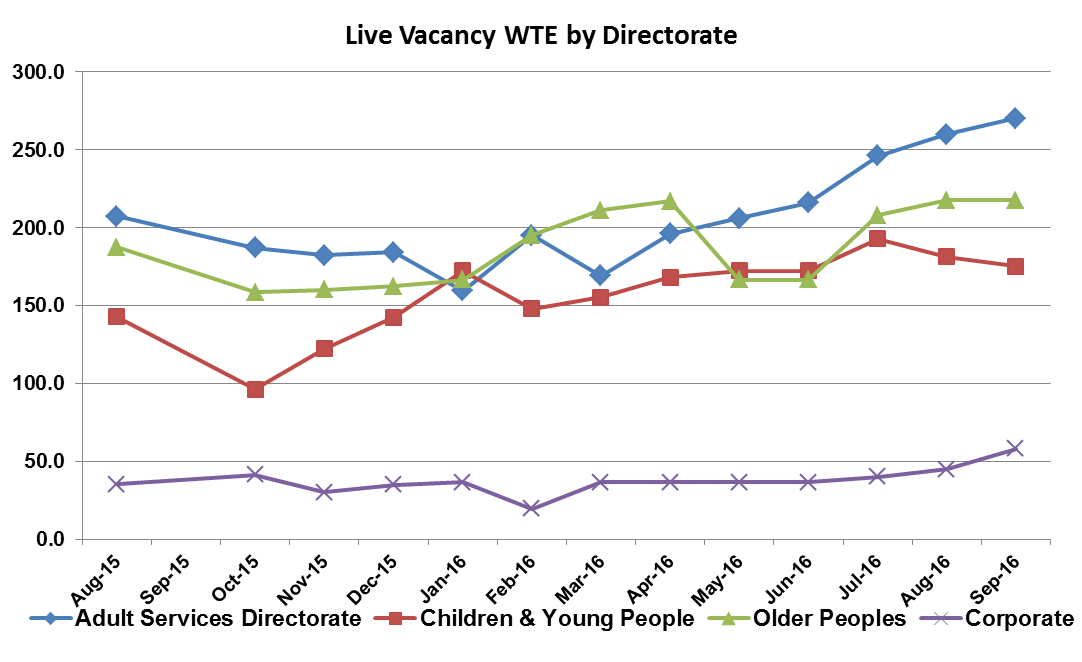 Live Vacancy WTE by Directorate
300.0
250.0
200.0
150.0
100.0
50.0
0.0
Aug-15 Sep-15 Oct-15 Nov-15 Dec-15 Jan-16 Feb-16 Mar-16 Apr-16 May-16 Jun-16 Jul-16 Aug-16 Sep-16
Adult Services Directorate Children & Young People Older Peoples Corporate